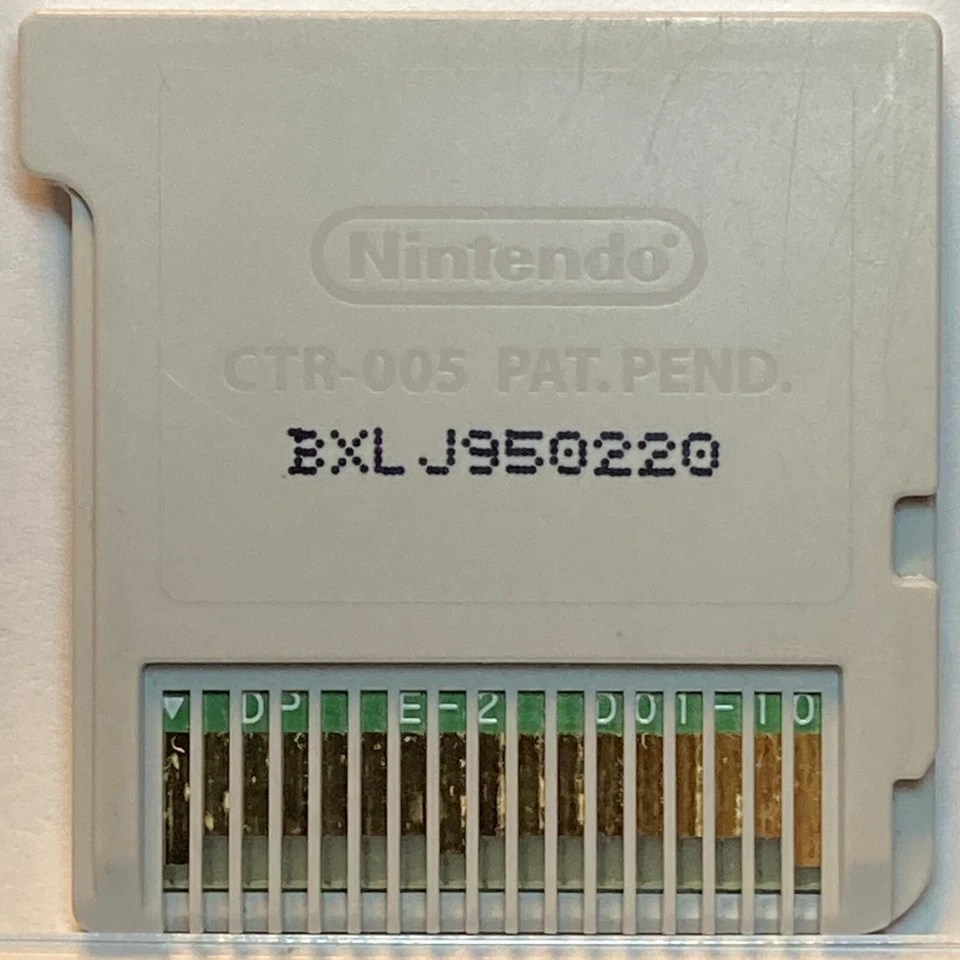 Nintendo®
CTR-005 PAT. PEND.
BXLJ950220
DP E-2 D01-10